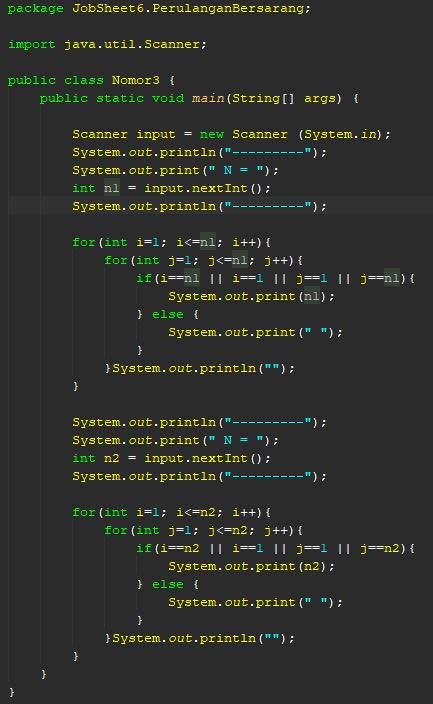 package JobSheet6.PerulanganBersarang;

import java.util.Scanner;

public class Nomor3 {
    public static void main(String[] args) {

        Scanner input = new Scanner (System.in);
        System.out.println("---------");
        System.out.print(" N = ");
        int n1 = input.nextInt();
        System.out.println("---------");

        for(int i=1; i<=n1; i++){
            for(int j=1; j<=n1; j++){
                if(i==n1 || i==1 || j==1 || j==n1){
                    System.out.print(n1);
                } else {
                    System.out.print(" ");
                }
            }System.out.println("");
        }

        System.out.println("---------");
        System.out.print(" N = ");
        int n2 = input.nextInt();
        System.out.println("---------");

        for(int i=1; i<=n2; i++){
            for(int j=1; j<=n2; j++){
                if(i==n2 || i==1 || j==1 || j==n2){
                    System.out.print(n2);
                } else {
                    System.out.print(" ");
                }
            }System.out.println("");
        }
    }
}